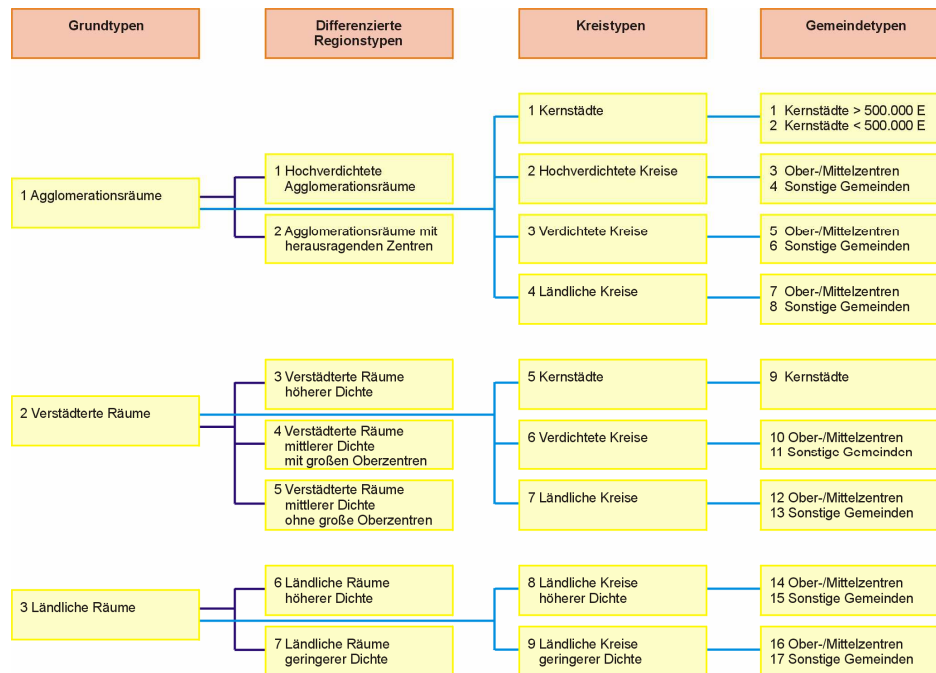 Grundtypen
Differenzierte
Regionstypen
Kreistypen
Gemeindetypen
1 Agglomerationsräume
1 Hochverdichtete
Agglomerationsräume
2 Agglomerationsräume mit
herausragenden Zentren
1 Kernstädte
2 Hochverdichtete Kreise
3 Verdichtete Kreise
4 Ländliche Kreise
1 Kernstädte > 500.000 E
2 Kernstädte < 500.000 E
3 Ober-/Mittelzentren
4 Sonstige Gemeinden
5 Ober-/Mittelzentren
6 Sonstige Gemeinden
7 Ober-/Mittelzentren
8 Sonstige Gemeinden
2 Verstädterte Räume
3 Verstädterte Räume
höherer Dichte
4 Verstädterte Räume
mittlerer Dichte
mit großen Oberzentren
5 Verstädterte Räume
mittlerer Dichte
ohne große Oberzentren
5 Kernstädte
6 Verdichtete Kreise
7 Ländliche Kreise
9 Kernstädte
10 Ober-/Mittelzentren
11 Sonstige Gemeinden
12 Ober-/Mittelzentren
13 Sonstige Gemeinden
3 Ländliche Räume
6 Ländliche Räume
höherer Dichte
7 Ländliche Räume
geringerer Dichte
8 Ländliche Kreise
höherer Dichte
9 Ländliche Kreise
geringerer Dichte
14 Ober-/Mittelzentren
15 Sonstige Gemeinden
16 Ober-/Mittelzentren
17 Sonstige Gemeinden